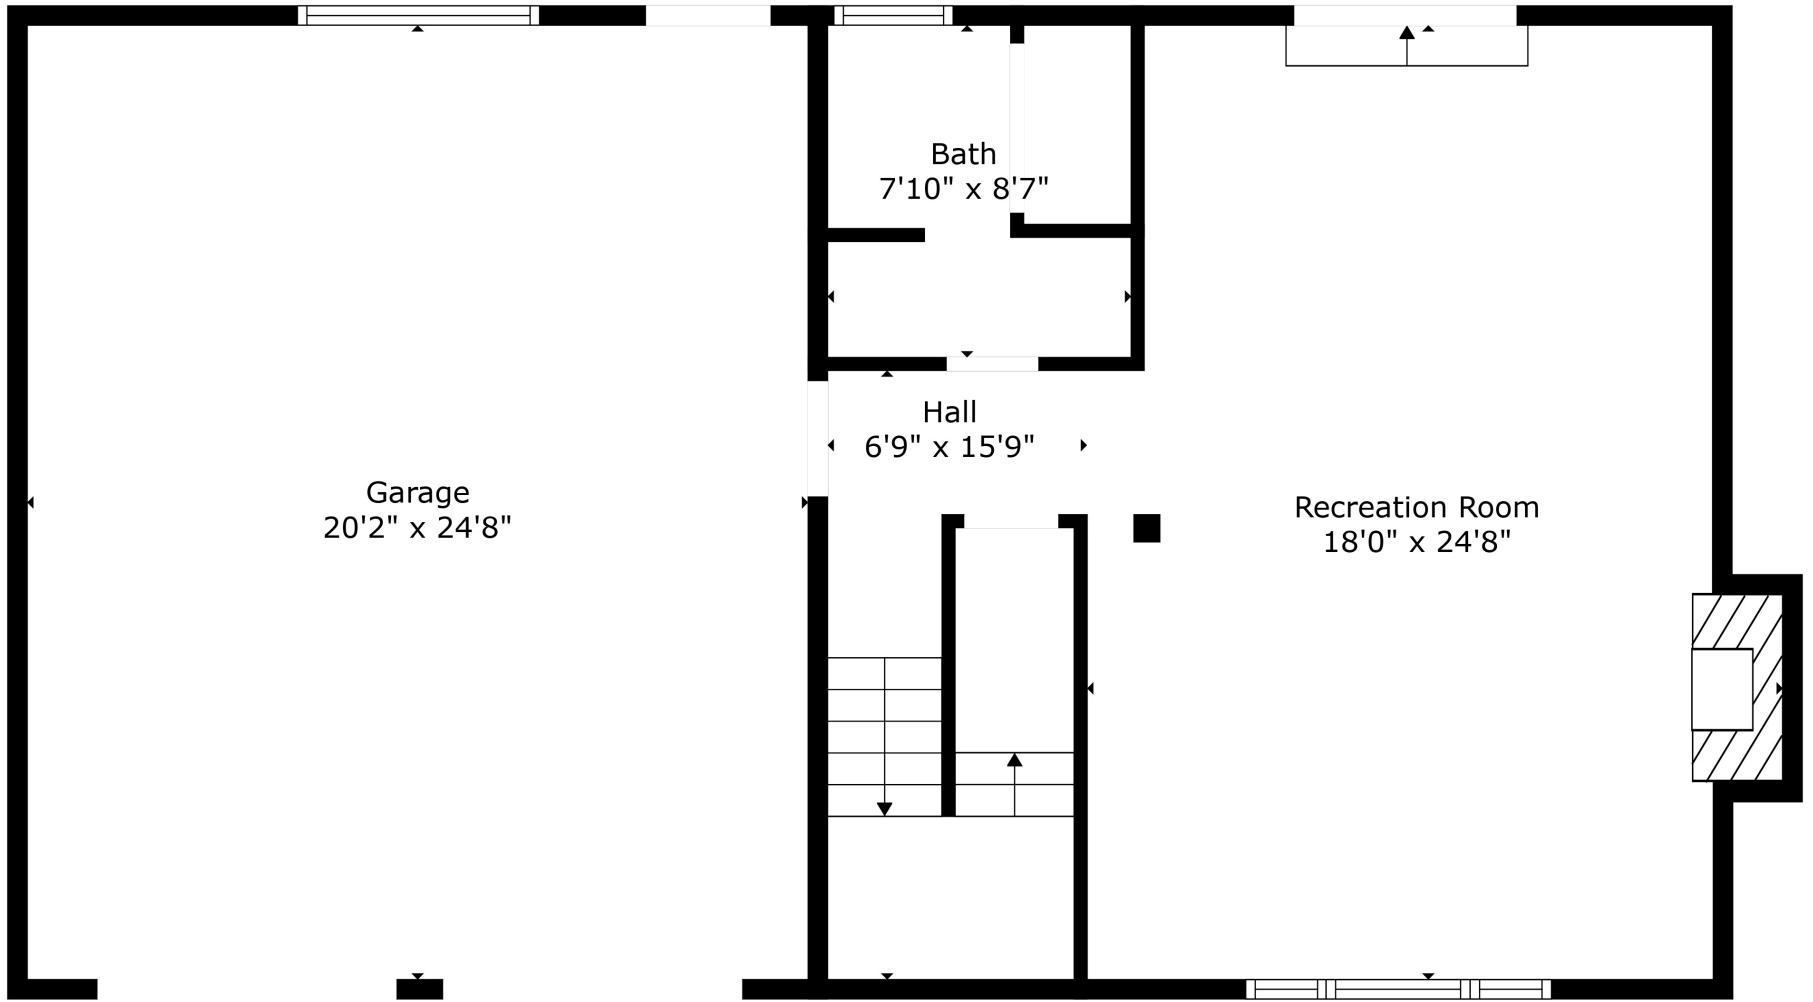 Bath
7'10" x 8'7"
Hall
6'9" x 15'9"
Garage
20'2" x 24'8"
Recreation Room
18'0" x 24'8"